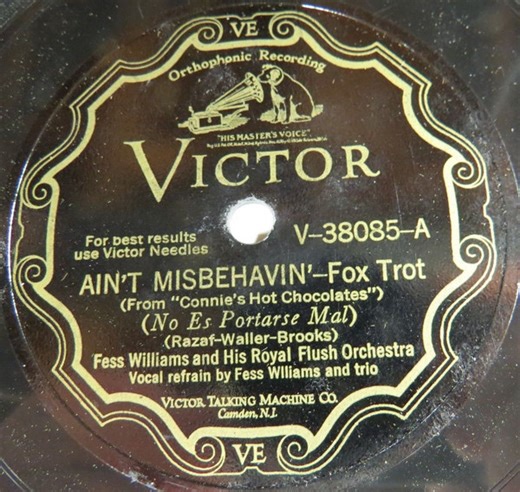 VE
Orthophonic Recording
"HIS MASTER'S VOICE"
VICTOR
For best results
use Victor Needles
V-38085-A
AIN'T MISBEHAVIN'-FOX TROT
(From "Connie's Hot Chocolates")
(No Es Portarse Mal)
(Razaf-Waller-Brooks)
Fess Williams and His Royal Flush Orchestra
Vocal refrain by Fess Wlliams and trio
VICTOR TALKING MACHINE CO.
Camden, N.J.
VE